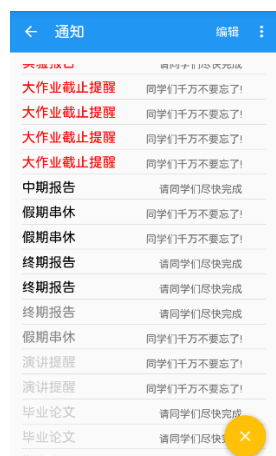 通知 编辑
实验报告 请同学们尽快完成
大作业截止提醒 同学们千万不要忘了!
大作业截止提醒 同学们千万不要忘了!
大作业截止提醒 同学们千万不要忘了!
大作业截止提醒 同学们千万不要忘了!
中期报告 请同学们尽快完成
假期串休 同学们千万不要忘了!
假期串休 同学们千万不要忘了!
终期报告 请同学们尽快完成
终期报告 请同学们尽快完成
终期报告 请同学们尽快完成
假期串休 同学们千万不要忘了!
演讲提醒 同学们千万不要忘了!
演讲提醒 同学们千万不要忘了!
毕业论文 请同学们尽快完成
毕业论文 请同学们尽快